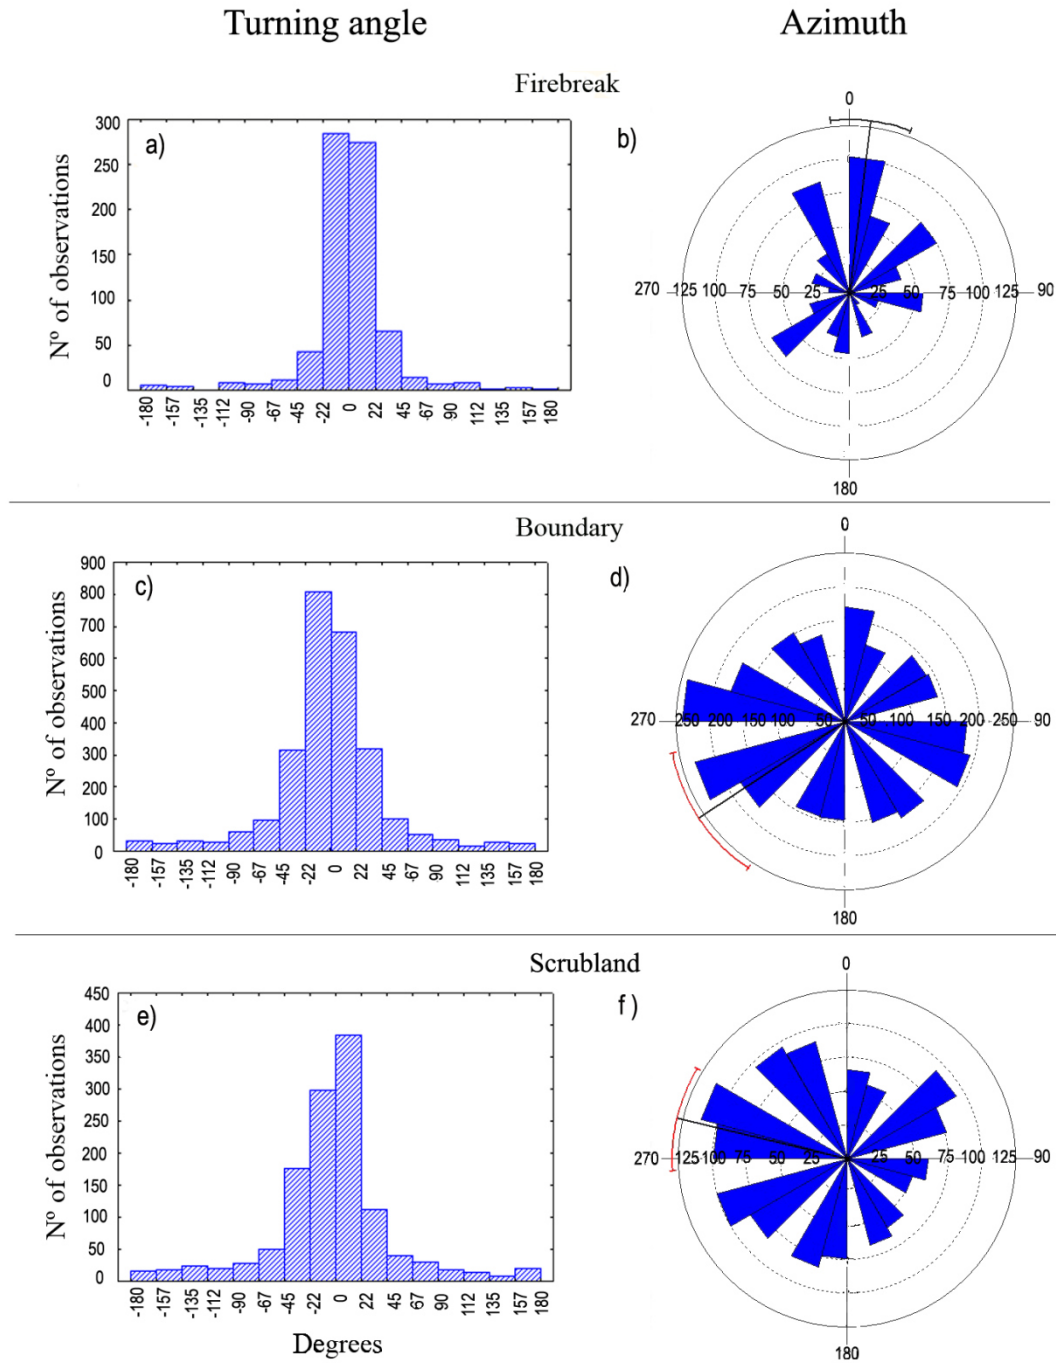 Turning angle Azimuth
Firebreak
a)
Nº of observations
300
250
200
150
100
50
0
-180 -157 -135 -112 -90 -67 -45 -22 0 22 45 67 90 112 135 157 180
b)
0
270 125 100 75 50 25 25 50 75 100 125 90
180
Boundary
c)
Nº of observations
900
800
700
600
500
400
300
200
100
0
-180 -157 -135 -112 -90 -67 -45 -22 0 22 45 67 90 112 135 157 180
d)
0
270 250 200 150 100 50 50 100 150 200 250 90
180
Scrubland
e)
Nº of observations
450
400
350
300
250
200
150
100
50
0
-180 -157 -135 -112 -90 -67 -45 -22 0 22 45 67 90 112 135 157 180
Degrees
f)
0
270 125 100 75 50 25 25 50 75 100 125 90
180